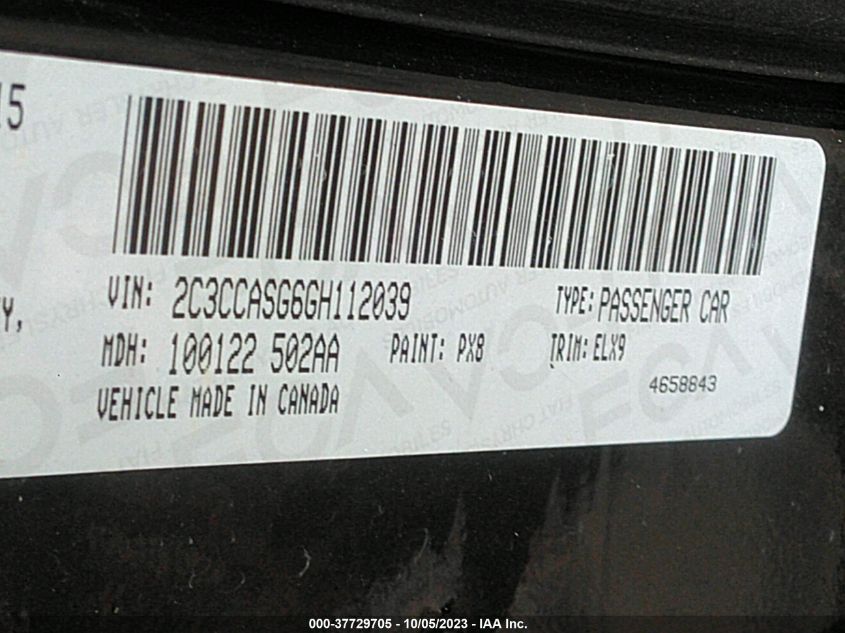 15
VIN: 2C3CCASG6GH112039 TYPE: PASSENGER CAR
Y,
MDH: 100122 502AA PAINT: PX8 TRIM: ELX9
VEHICLE MADE IN CANADA 4658843
000-37729705 - 10/05/2023 - IAA Inc.